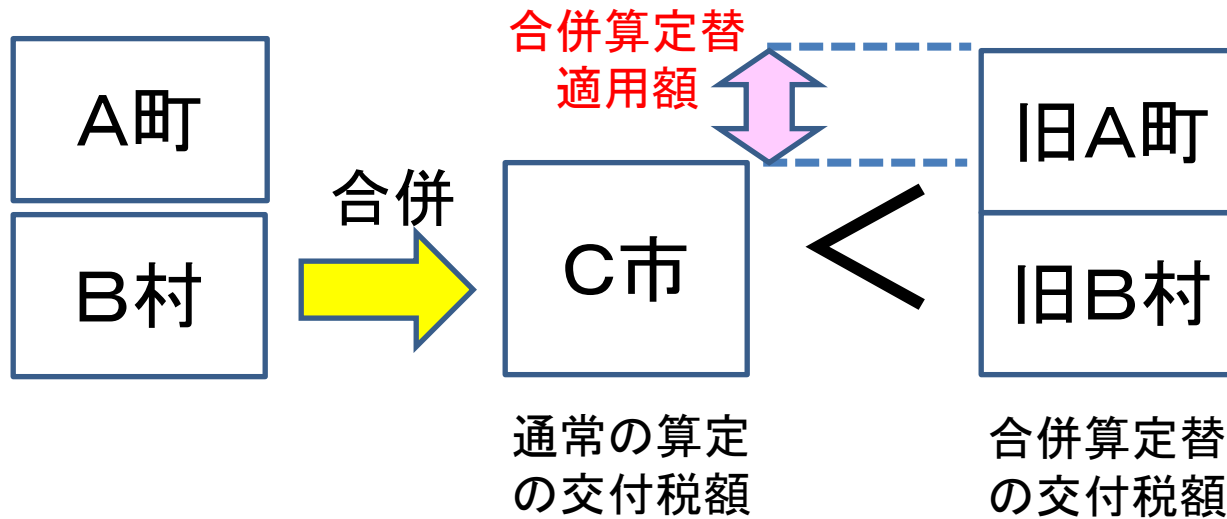 合併算定替
適用額
A町
B村
合併
C市
＜
旧A町
旧B村
通常の算定
の交付税額
合併算定替
の交付税額